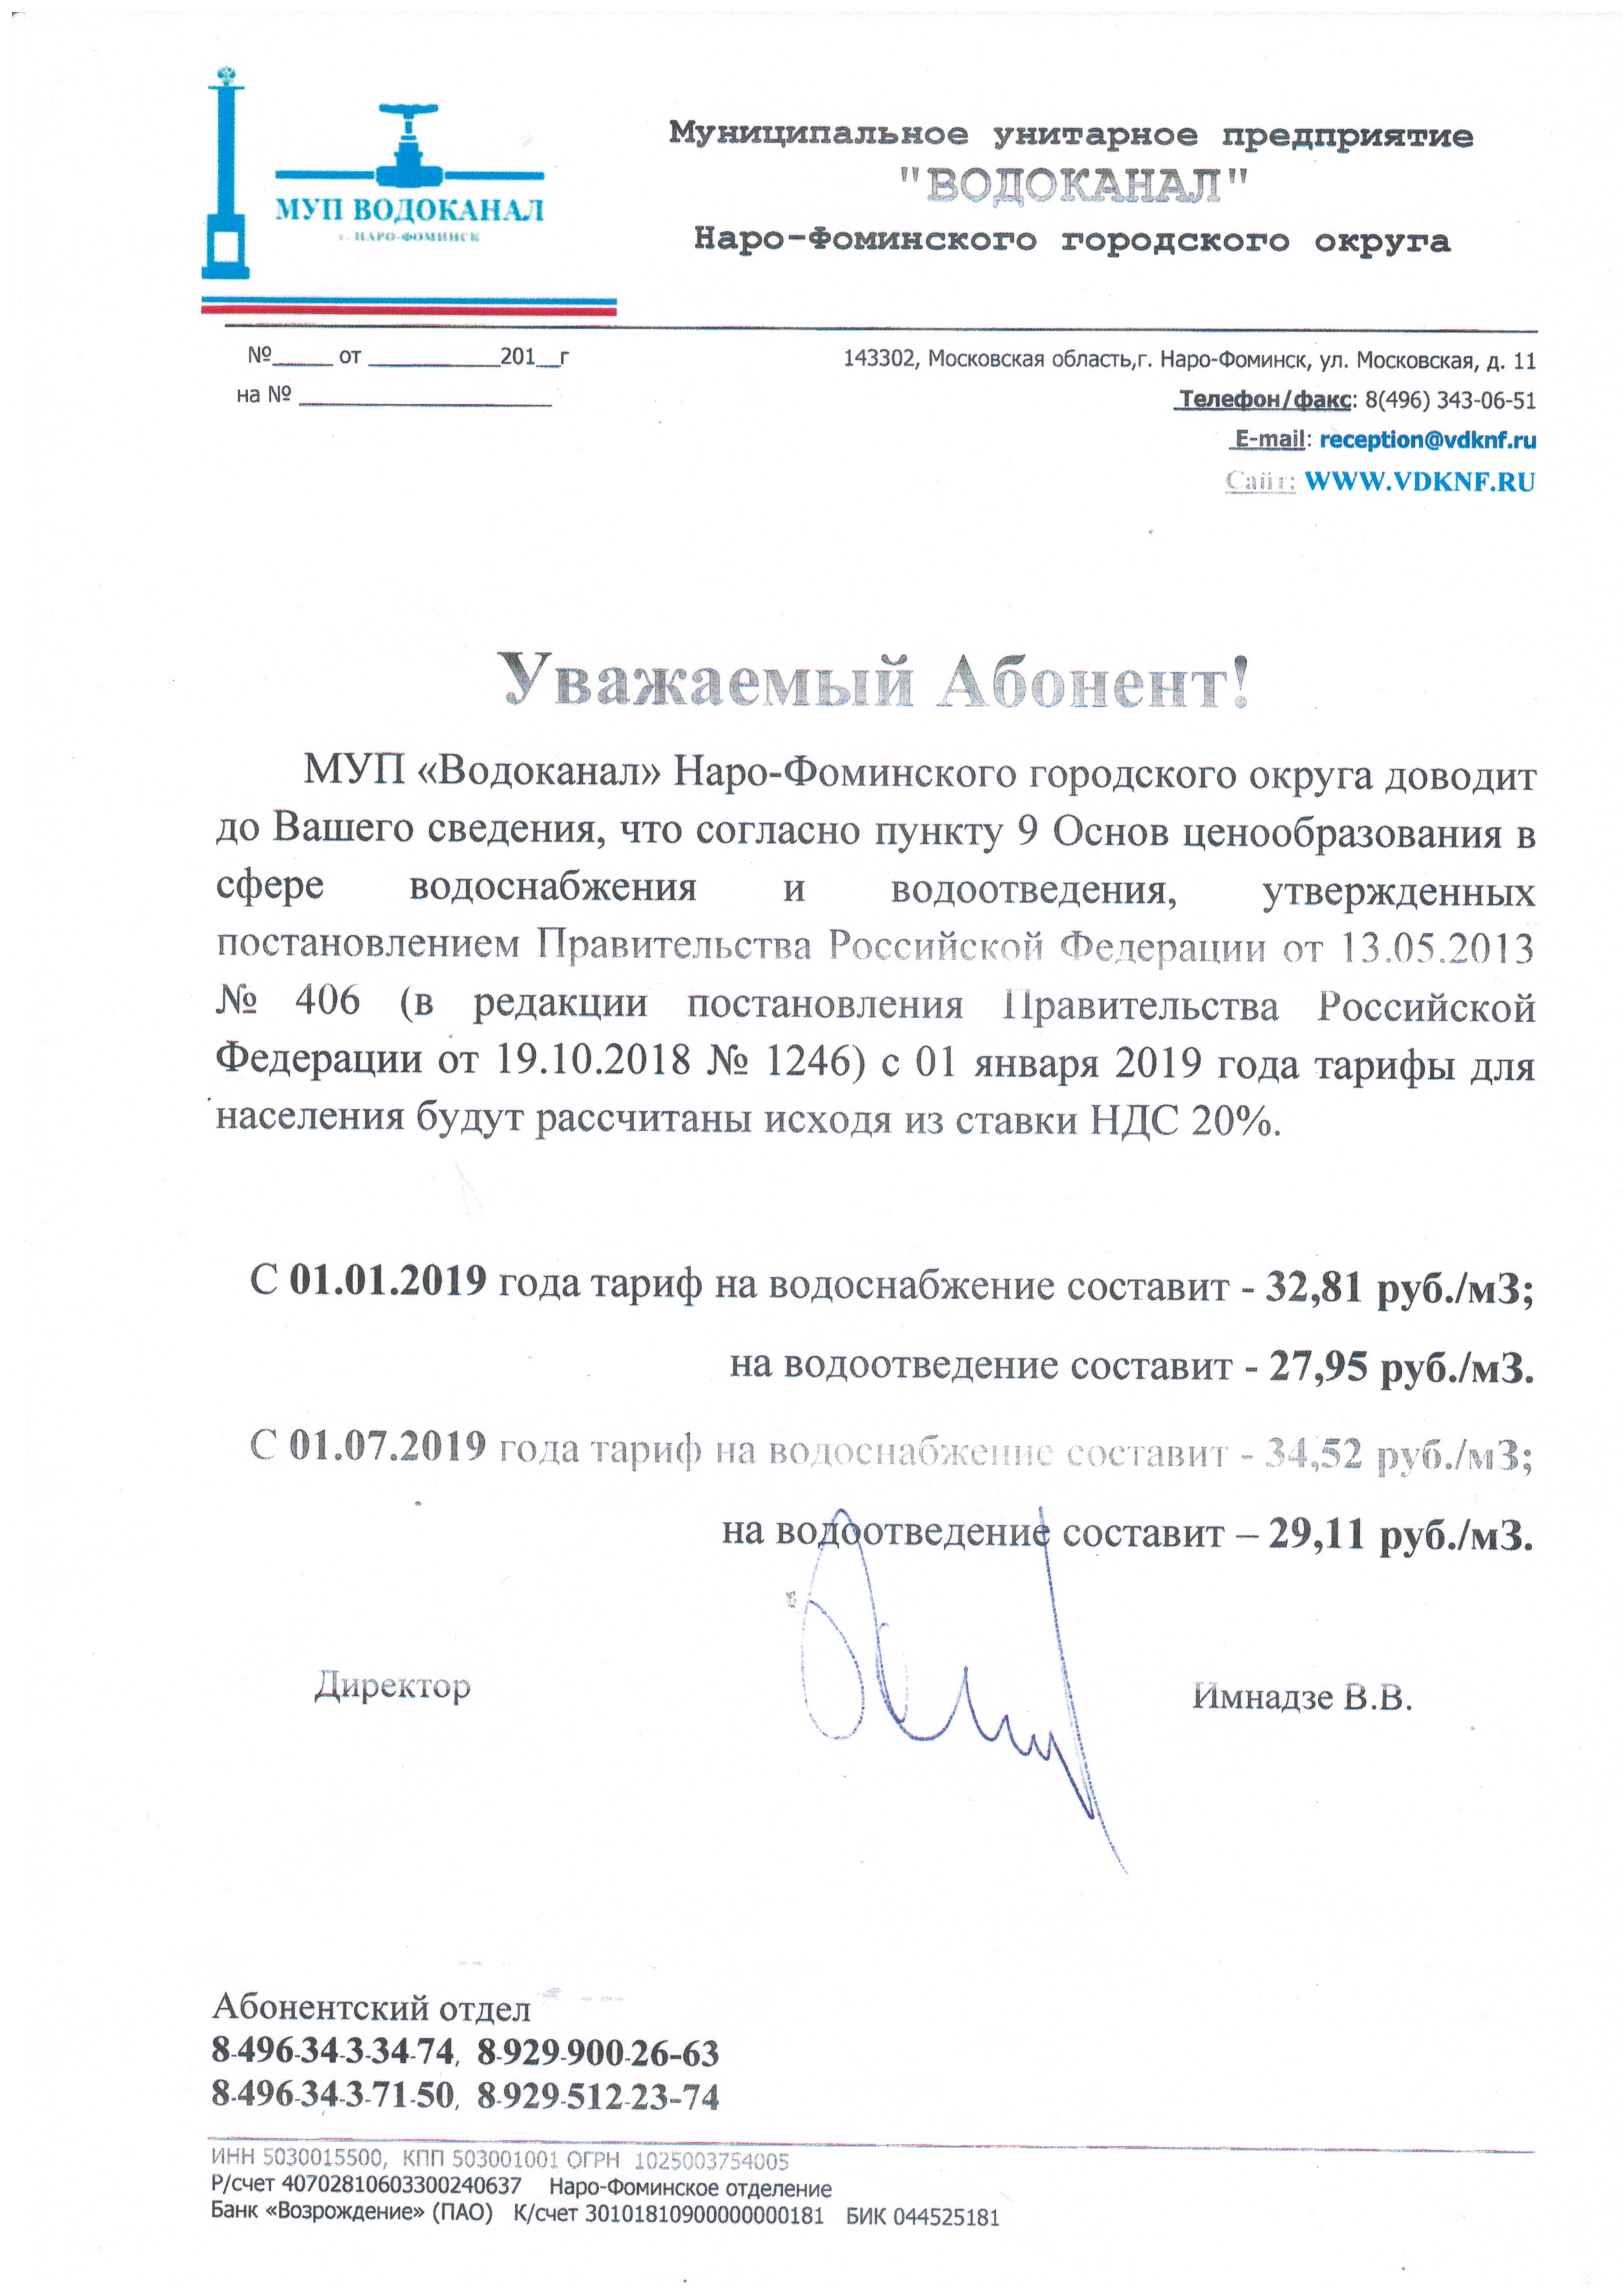 МУП ВОДОКАНАЛ
г. НАРО-ФОМИНСК
Муниципальное унитарное предприятие
"ВОДОКАНАЛ"
Наро-Фоминского городского округа
№_____ от ___________201__г
на № _____________________
143302, Московская область,г. Наро-Фоминск, ул. Московская, д. 11
Телефон/факс: 8(496) 343-06-51
E-mail: reception@vdknf.ru
Сайт: WWW.VDKNF.RU
Уважаемый Абонент!
МУП «Водоканал» Наро-Фоминского городского округа доводит
до Вашего сведения, что согласно пункту 9 Основ ценообразования в
сфере водоснабжения и водоотведения, утвержденных
постановлением Правительства Российской Федерации от 13.05.2013
№ 406 (в редакции постановления Правительства Российской
Федерации от 19.10.2018 № 1246) с 01 января 2019 года тарифы для
населения будут рассчитаны исходя из ставки НДС 20%.
С 01.01.2019 года тариф на водоснабжение составит - 32,81 руб./м3;
на водоотведение составит - 27,95 руб./м3.
С 01.07.2019 года тариф на водоснабжение составит - 34,52 руб./м3;
на водоотведение составит – 29,11 руб./м3.
Директор Имнадзе В.В.
Абонентский отдел
8-496-34-3-34-74, 8-929-900-26-63
8-496-34-3-71-50, 8-929-512-23-74
ИНН 5030015500, КПП 503001001 ОГРН 1025003754005
Р/счет 40702810603300240637 Наро-Фоминское отделение
Банк «Возрождение» (ПАО) К/счет 30101810900000000181 БИК 044525181